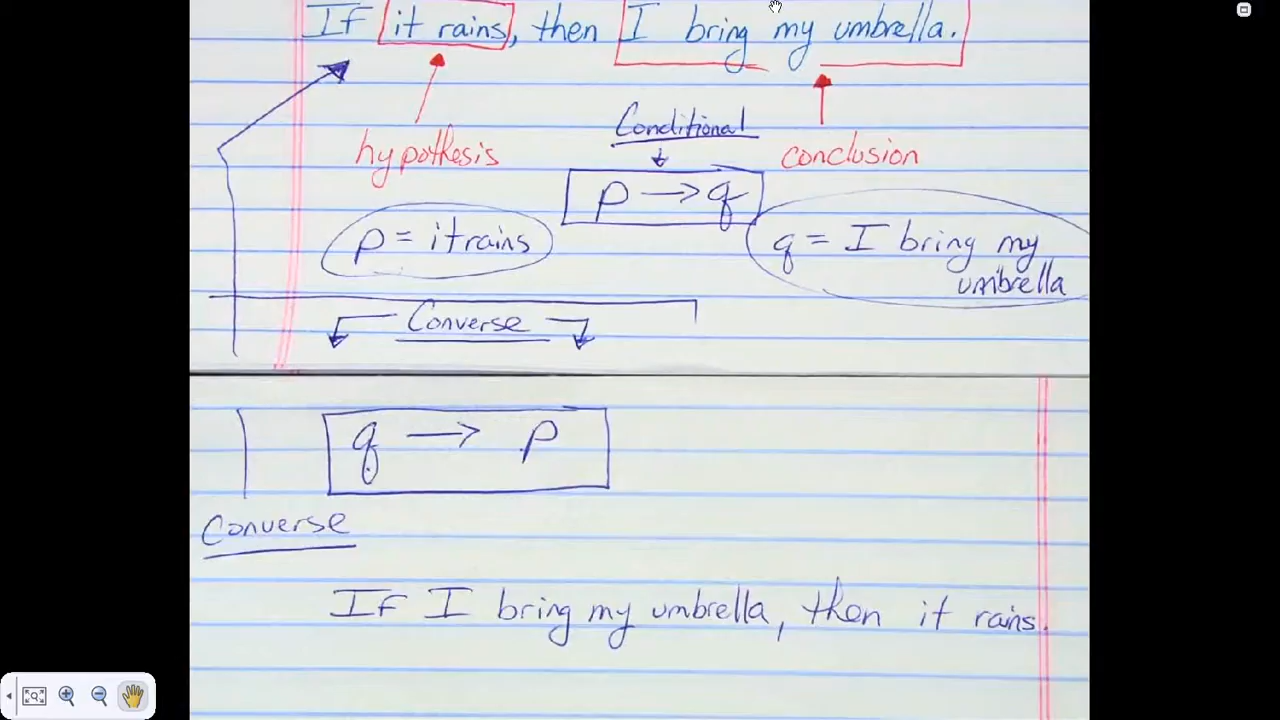 If it rains, then I bring my umbrella.
Conditional
hypothesis
conclusion
p → q
p = it rains
q = I bring my
umbrella
Converse
q → p
Converse
If I bring my umbrella, then it rains.